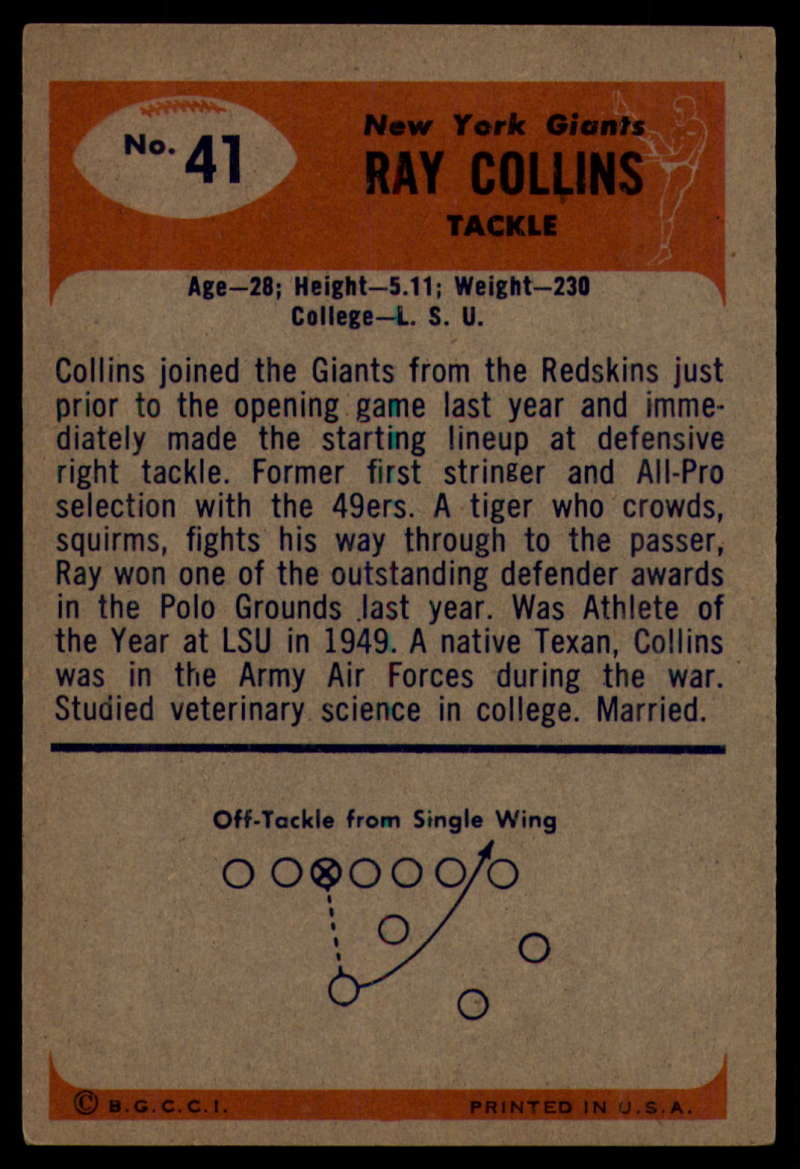 No. 41
New York Giants
RAY COLLINS
TACKLE
Age—28; Height—5.11; Weight—230
College—L. S. U.
Collins joined the Giants from the Redskins just
prior to the opening game last year and imme-
diately made the starting lineup at defensive
right tackle. Former first stringer and All-Pro
selection with the 49ers. A tiger who crowds,
squirms, fights his way through to the passer,
Ray won one of the outstanding defender awards
in the Polo Grounds last year. Was Athlete of
the Year at LSU in 1949. A native Texan, Collins
was in the Army Air Forces during the war.
Studied veterinary science in college. Married.
Off-Tackle from Single Wing
© B.G.C.C.I.
PRINTED IN U.S.A.